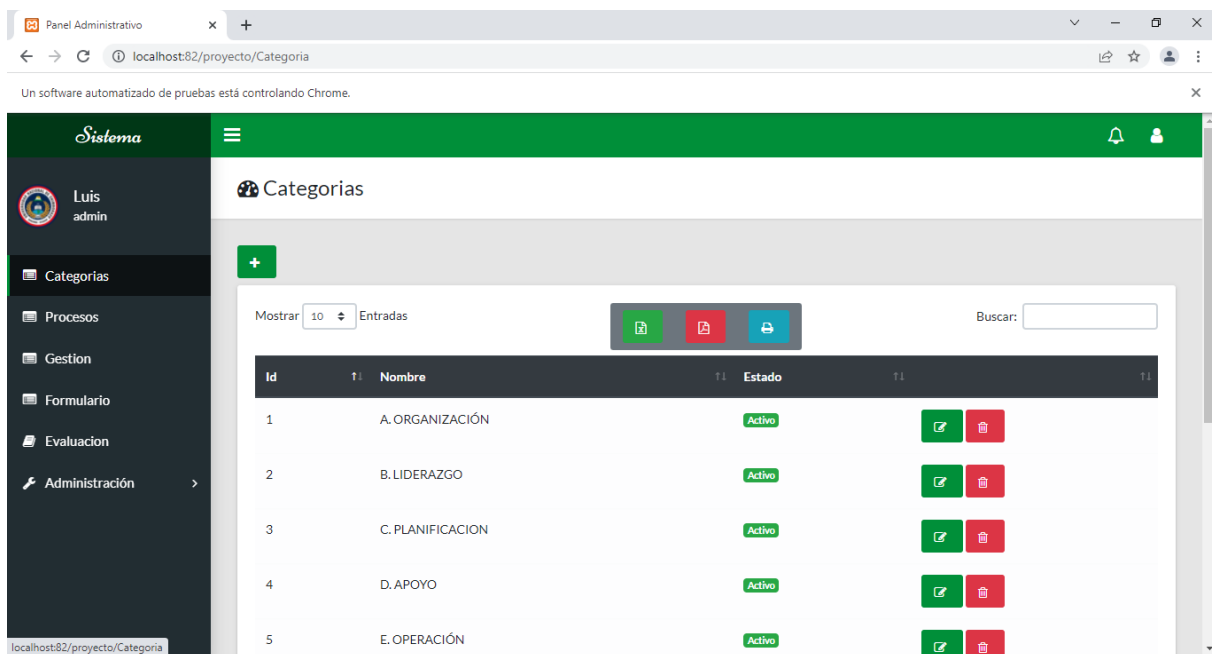 Panel Administrativo
localhost:82/proyecto/Categoria
Un software automatizado de pruebas está controlando Chrome.
Sistema
Luis
admin
Categorias
Categorias
Procesos
Gestion
Formulario
Evaluacion
Administración
Mostrar 10 Entradas
Buscar:
Id Nombre Estado
1 A. ORGANIZACIÓN Activo
2 B. LIDERAZGO Activo
3 C. PLANIFICACION Activo
4 D. APOYO Activo
5 E. OPERACIÓN Activo
localhost:82/proyecto/Categoria